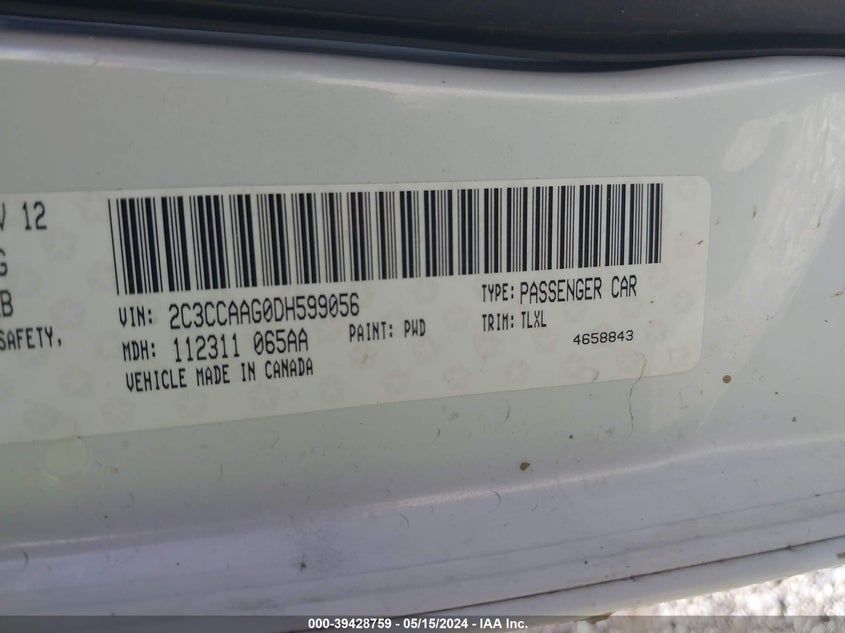 V 12
G
B
SAFETY,
VIN: 2C3CCAAG0DH599056
TYPE: PASSENGER CAR
MDH: 112311 065AA
PAINT: PWD
TRIM: TLXL
VEHICLE MADE IN CANADA
4658843
000-39428759 - 05/15/2024 - IAA Inc.